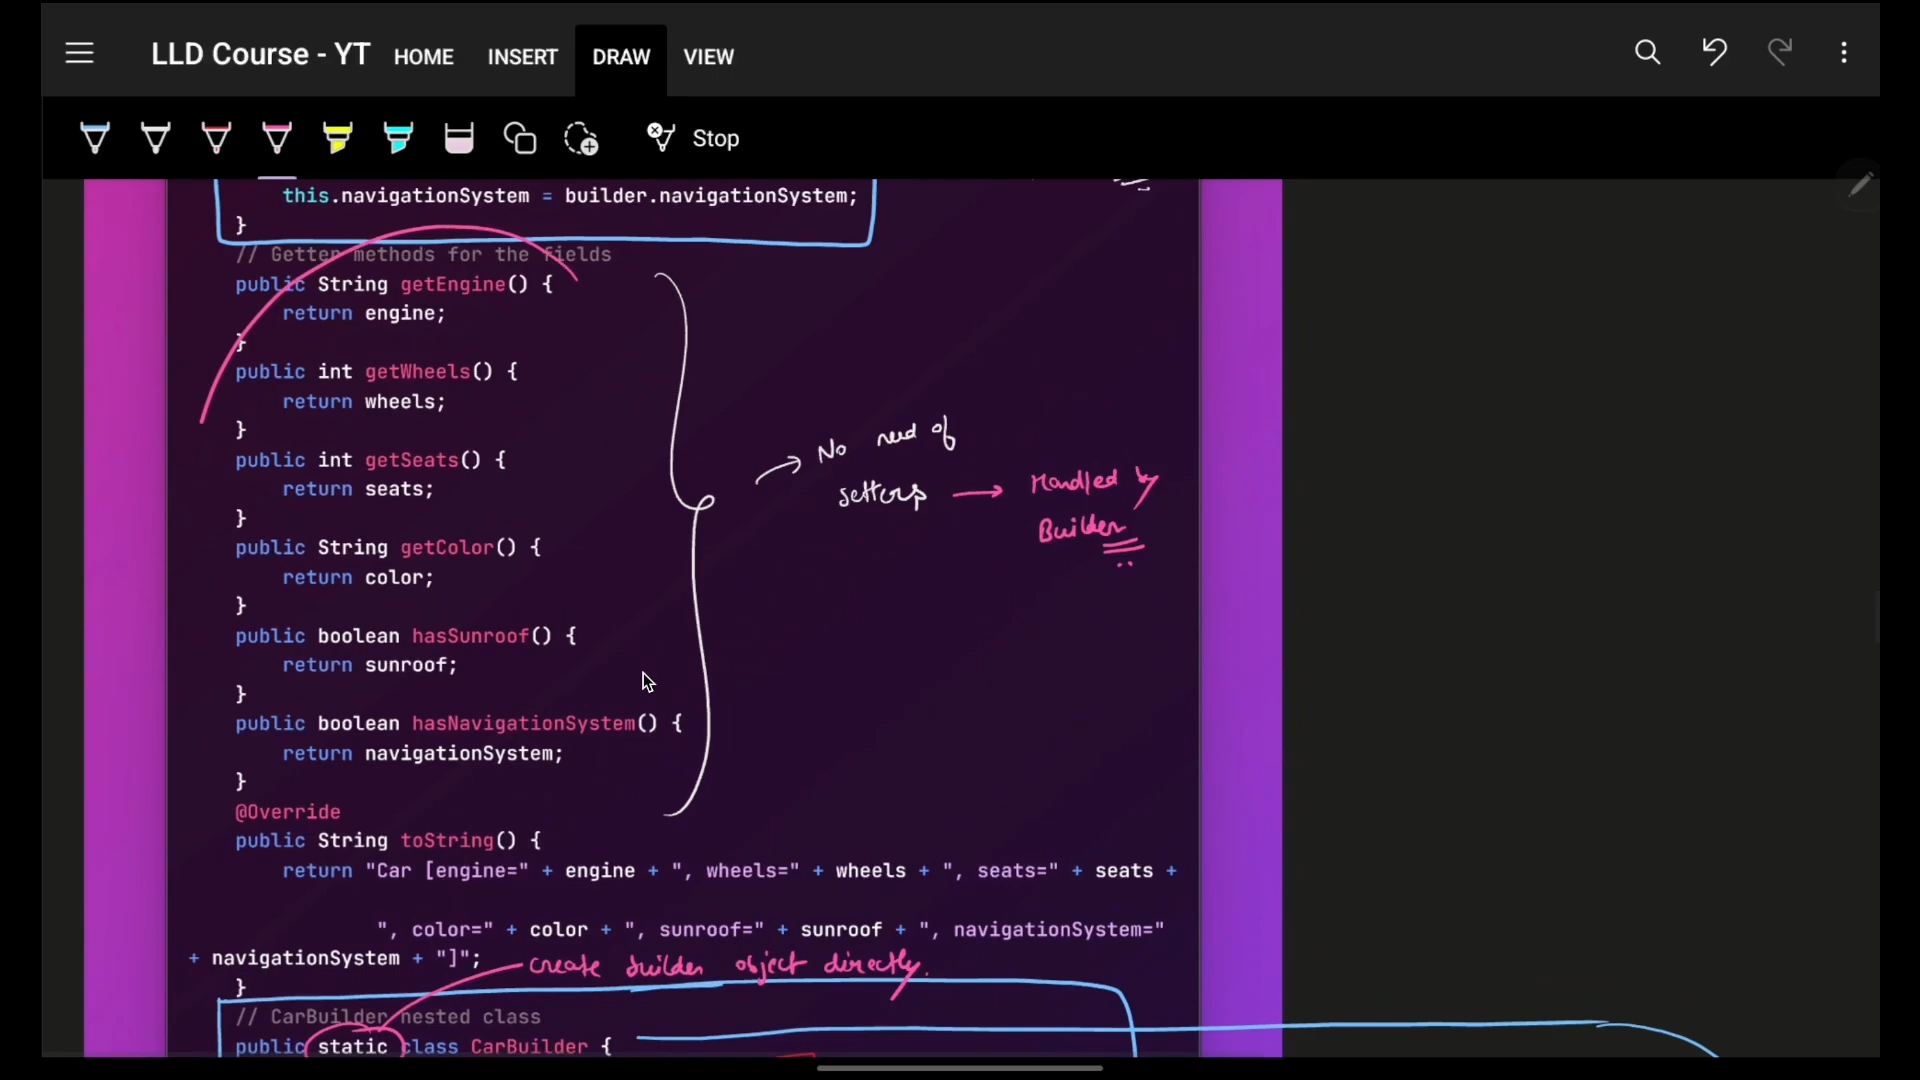 LLD Course - YT HOME INSERT DRAW VIEW
Stop
this.navigationSystem = builder.navigationSystem;
}
// Getter methods for the fields
public String getEngine() {
return engine;
}
public int getWheels() {
return wheels;
}
public int getSeats() {
return seats;
}
public String getColor() {
return color;
}
public boolean hasSunroof() {
return sunroof;
}
public boolean hasNavigationSystem() {
return navigationSystem;
}
No need of
setters → Handled by
Builder
@Override
public String toString() {
return "Car [engine=" + engine + ", wheels=" + wheels + ", seats=" + seats +
", color=" + color + ", sunroof=" + sunroof + ", navigationSystem="
+ navigationSystem + "]";
create builder object directly.
}
// CarBuilder nested class
public static class CarBuilder {